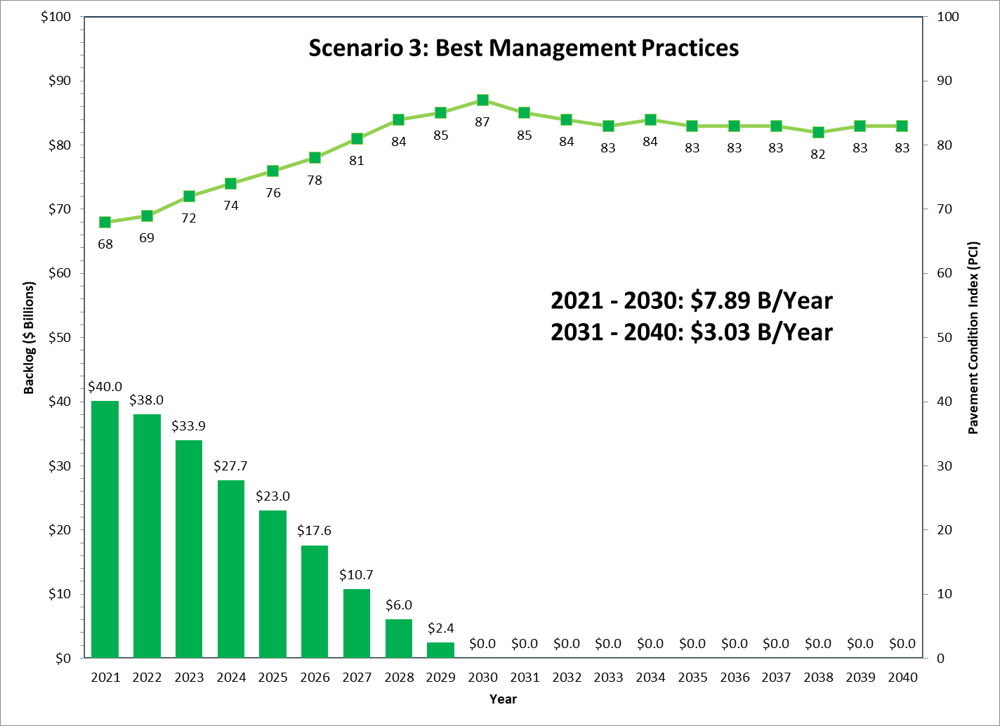 Scenario 3: Best Management Practices
$100
$90
$80
$70
$60
$50
$40
$30
$20
$10
$0
Backlog ($ Billions)
100
90
80
70
60
50
40
30
20
10
0
Pavement Condition Index (PCI)
68 69 72 74 76 78 81 84 85 87 85 84 83 84 83 83 83 82 83 83
2021 - 2030: $7.89 B/Year
2031 - 2040: $3.03 B/Year
$40.0 $38.0 $33.9 $27.7 $23.0 $17.6 $10.7 $6.0 $2.4 $0.0 $0.0 $0.0 $0.0 $0.0 $0.0 $0.0 $0.0 $0.0 $0.0 $0.0
2021 2022 2023 2024 2025 2026 2027 2028 2029 2030 2031 2032 2033 2034 2035 2036 2037 2038 2039 2040
Year